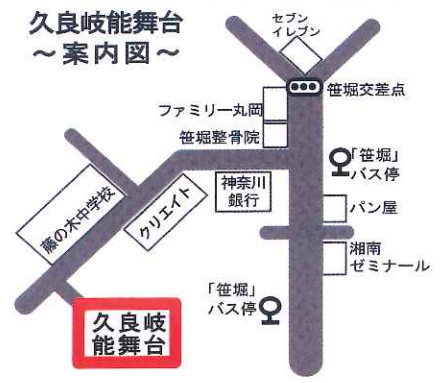 久良岐能舞台
～案内図～
セブン
イレブン
笹堀交差点
ファミリー丸岡
笹堀整骨院
「笹堀」
バス停
神奈川
銀行
パン屋
クリエイト
藤の木中学校
湘南
ゼミナール
「笹堀」
バス停
久良岐
能舞台